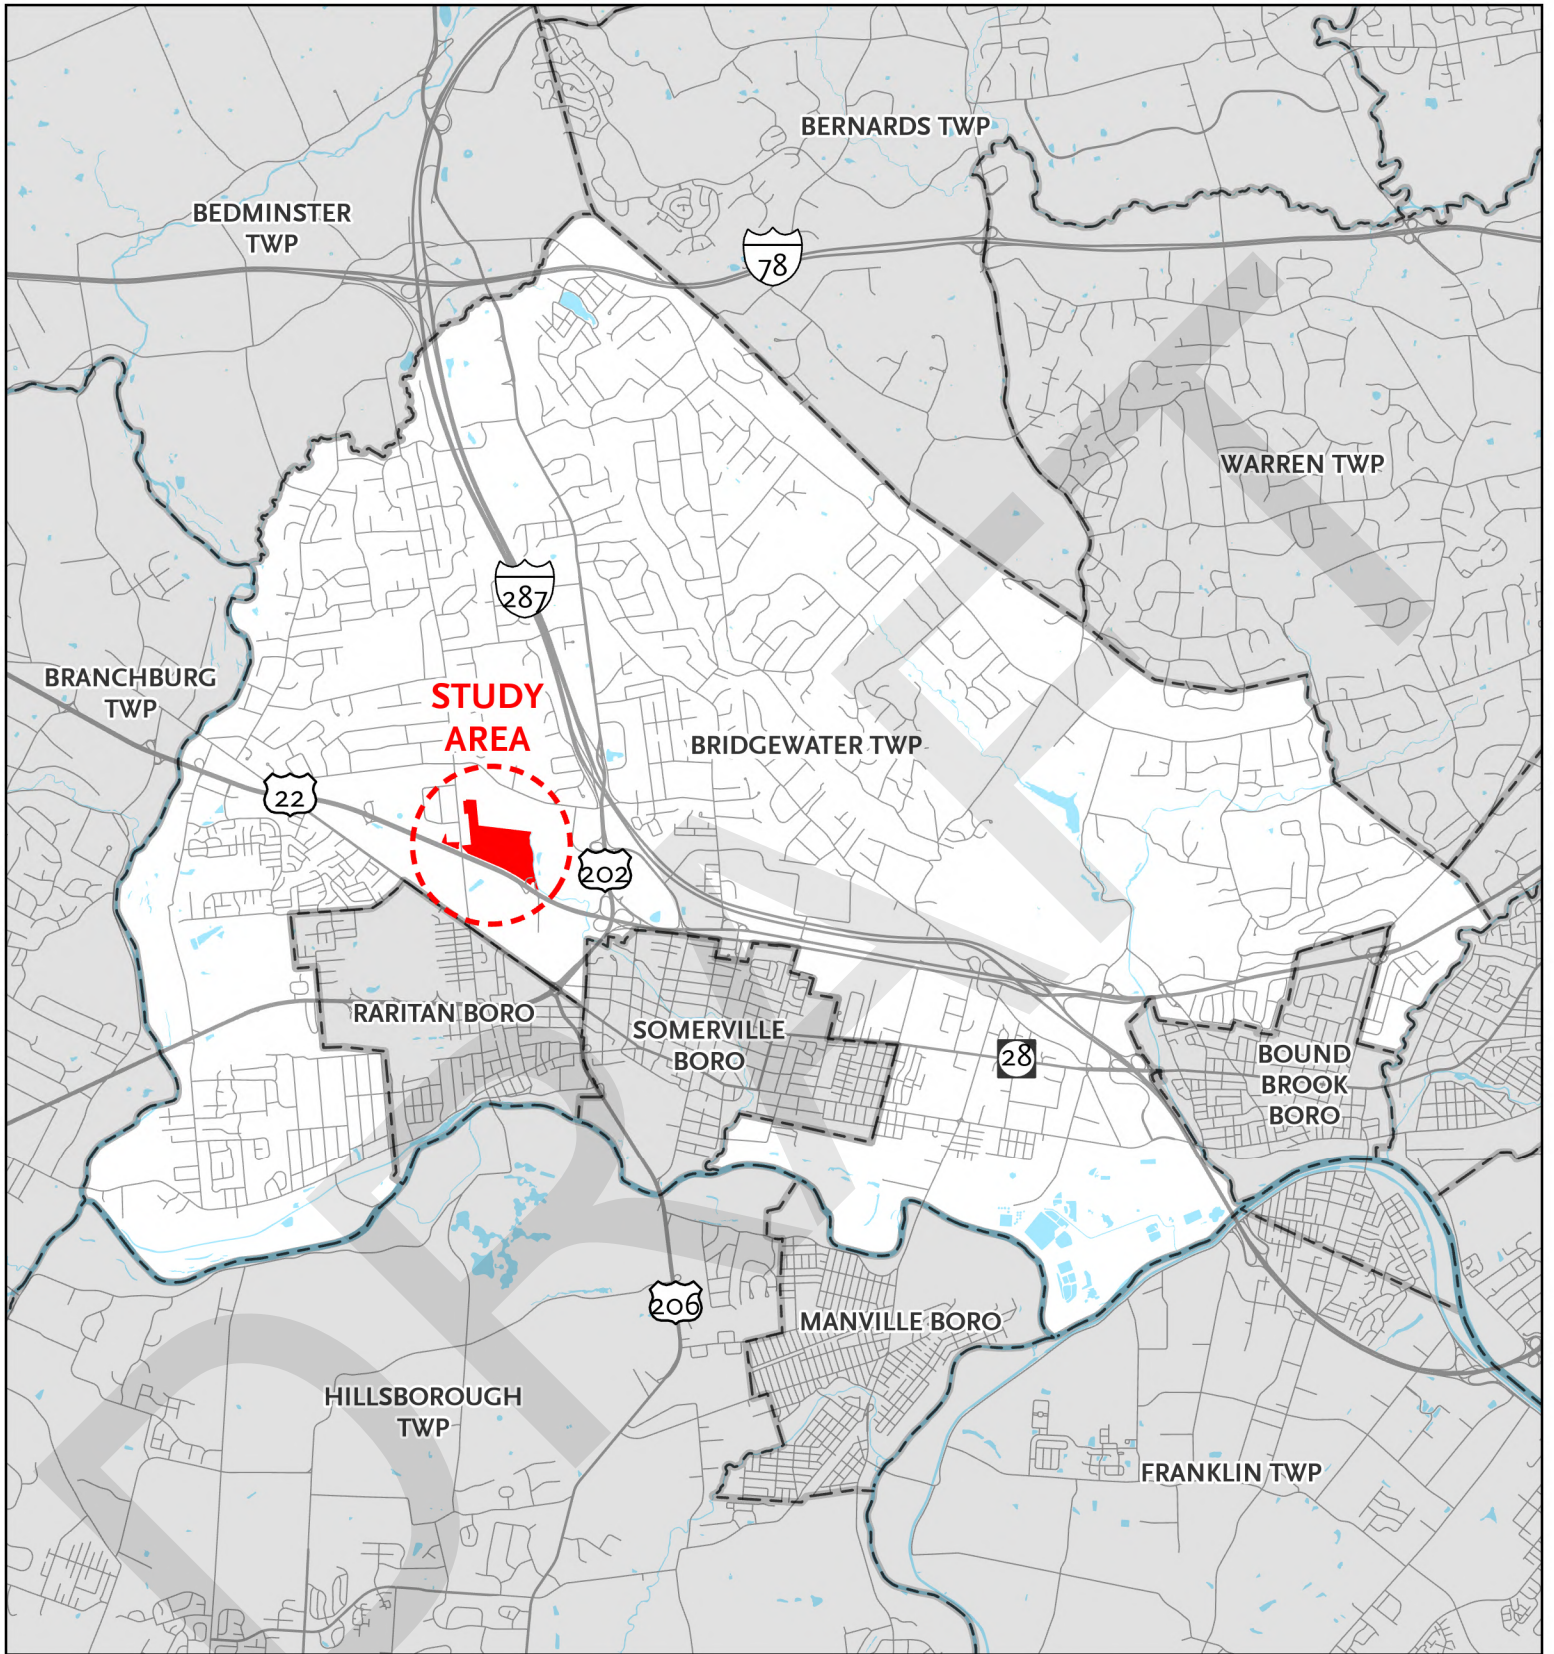 BERNARDS TWP
BEDMINSTER
TWP
78
WARREN TWP
287
BRANCHBURG
TWP
STUDY
AREA
BRIDGEWATER TWP
22
202
RARITAN BORO
SOMERVILLE
BORO
28
BOUND
BROOK
BORO
206
MANVILLE BORO
HILLSBOROUGH
TWP
FRANKLIN TWP
DRAFT